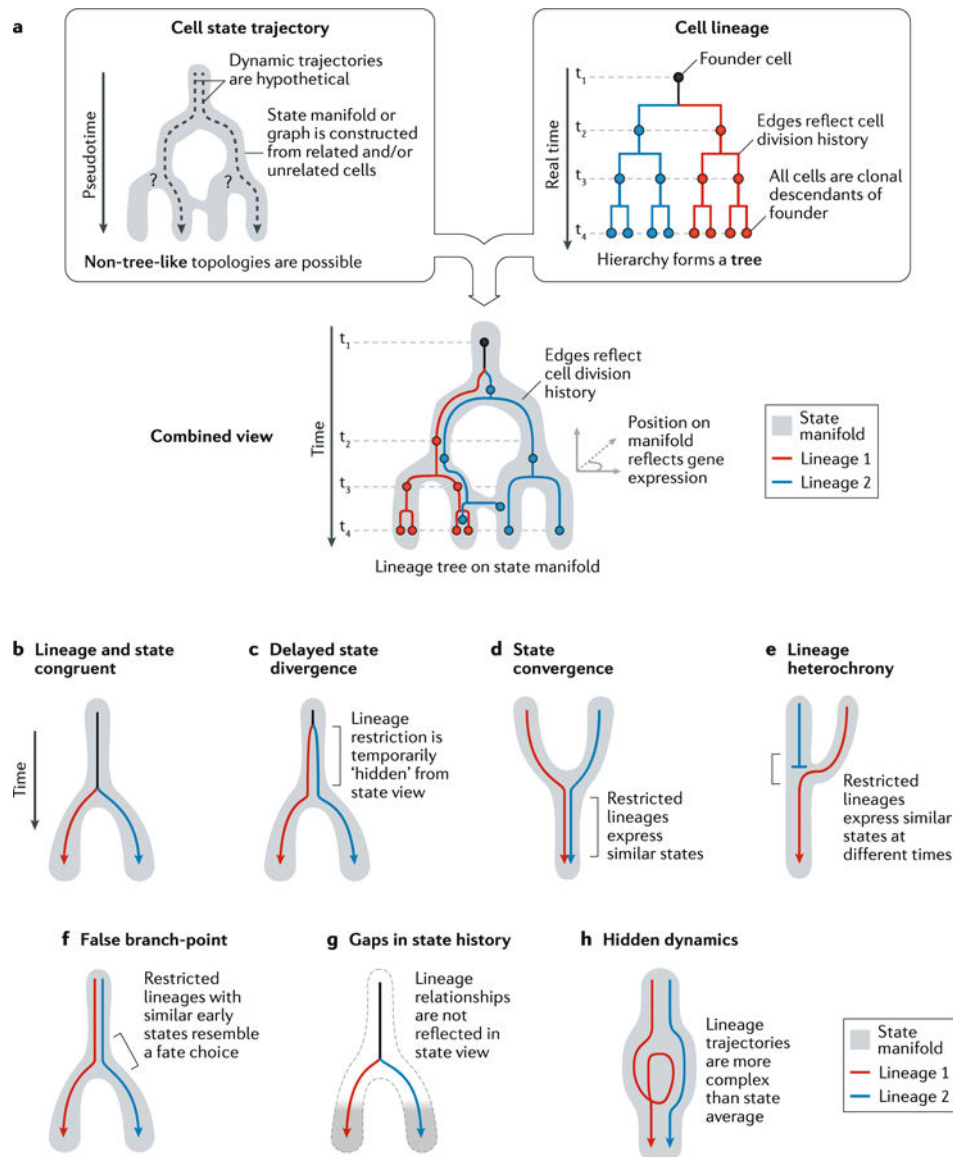 a
Cell state trajectory
Dynamic trajectories
are hypothetical
State manifold or
graph is constructed
from related and/or
unrelated cells
Pseudotime
?
?
Non-tree-like topologies are possible
Cell lineage
Founder cell
Edges reflect cell
division history
All cells are clonal
descendants of
founder
Real time
t1
t2
t3
t4
Hierarchy forms a tree
Combined view
Time
t1
t2
t3
t4
Edges reflect
cell division
history
Position on
manifold
reflects gene
expression
State
manifold
Lineage 1
Lineage 2
Lineage tree on state manifold
b Lineage and state
congruent
Time
c Delayed state
divergence
Lineage
restriction is
temporarily
‘hidden’ from
state view
d State
convergence
Restricted
lineages
express
similar states
e Lineage
heterochrony
Restricted
lineages
express similar
states at
different times
f False branch-point
Restricted
lineages with
similar early
states resemble
a fate choice
g Gaps in state history
Lineage
relationships
are not
reflected in
state view
h Hidden dynamics
Lineage
trajectories
are more
complex
than state
average
State
manifold
Lineage 1
Lineage 2